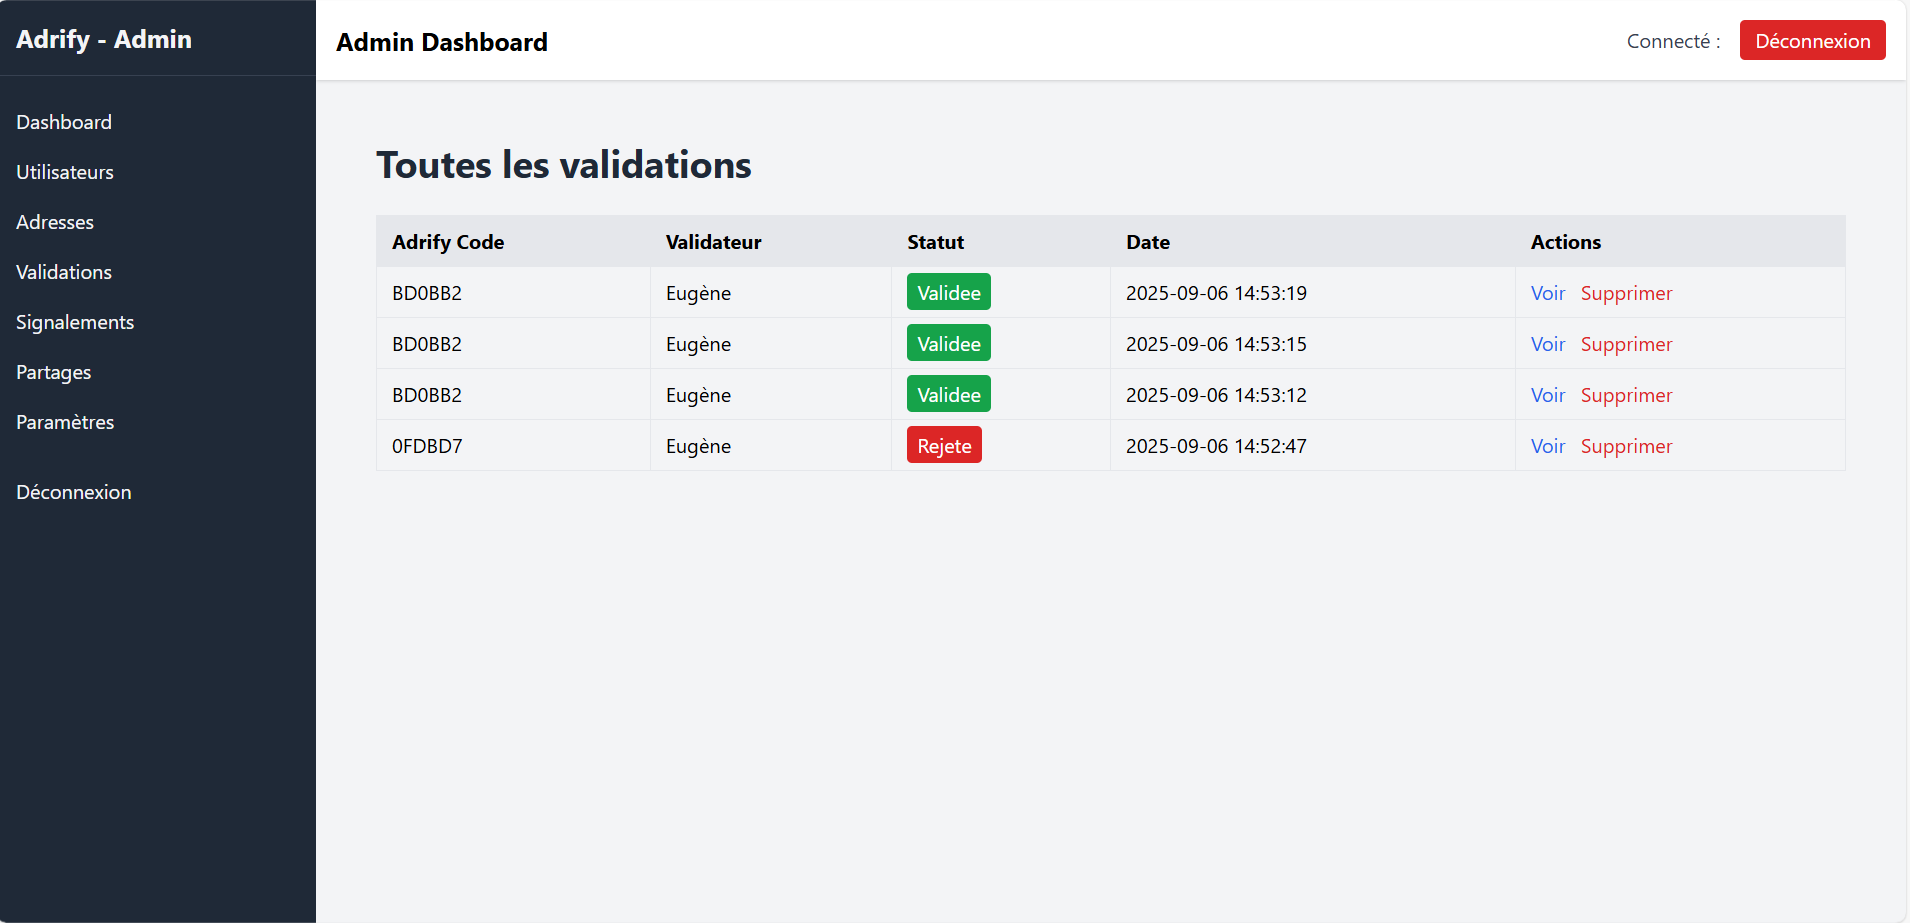 Adrify - Admin
Dashboard
Utilisateurs
Adresses
Validations
Signalements
Partages
Paramètres
Déconnexion
Admin Dashboard
Connecté :
Déconnexion
Toutes les validations
Adrify Code Validateur Statut Date Actions
BD0BB2 Eugène Validee 2025-09-06 14:53:19 Voir Supprimer
BD0BB2 Eugène Validee 2025-09-06 14:53:15 Voir Supprimer
BD0BB2 Eugène Validee 2025-09-06 14:53:12 Voir Supprimer
0FDBD7 Eugène Rejete 2025-09-06 14:52:47 Voir Supprimer